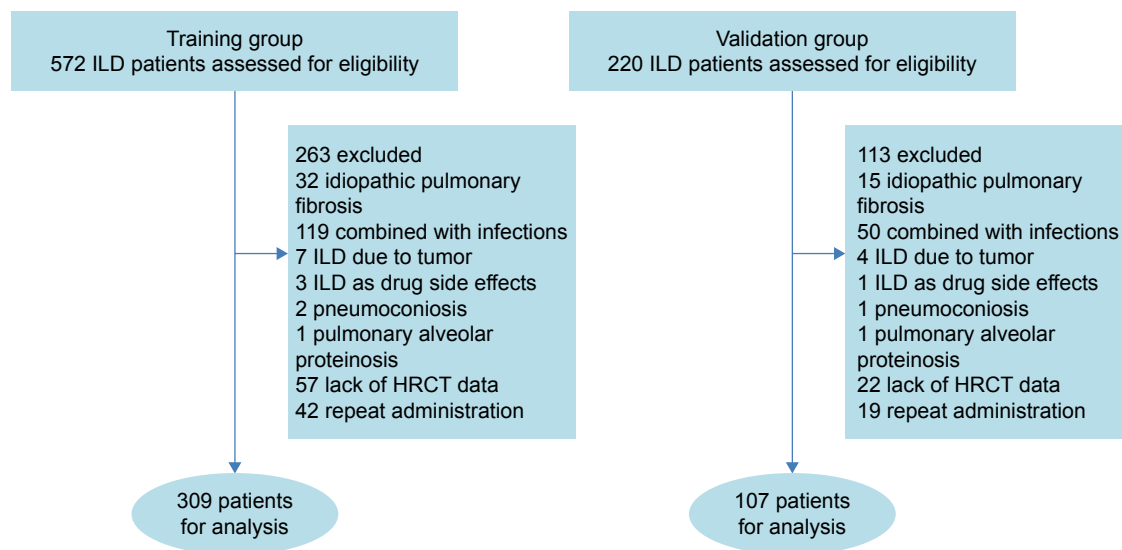 Training group
572 ILD patients assessed for eligibility
263 excluded
32 idiopathic pulmonary
fibrosis
119 combined with infections
7 ILD due to tumor
3 ILD as drug side effects
2 pneumoconiosis
1 pulmonary alveolar
proteinosis
57 lack of HRCT data
42 repeat administration
309 patients
for analysis
Validation group
220 ILD patients assessed for eligibility
113 excluded
15 idiopathic pulmonary
fibrosis
50 combined with infections
4 ILD due to tumor
1 ILD as drug side effects
1 pneumoconiosis
1 pulmonary alveolar
proteinosis
22 lack of HRCT data
19 repeat administration
107 patients
for analysis